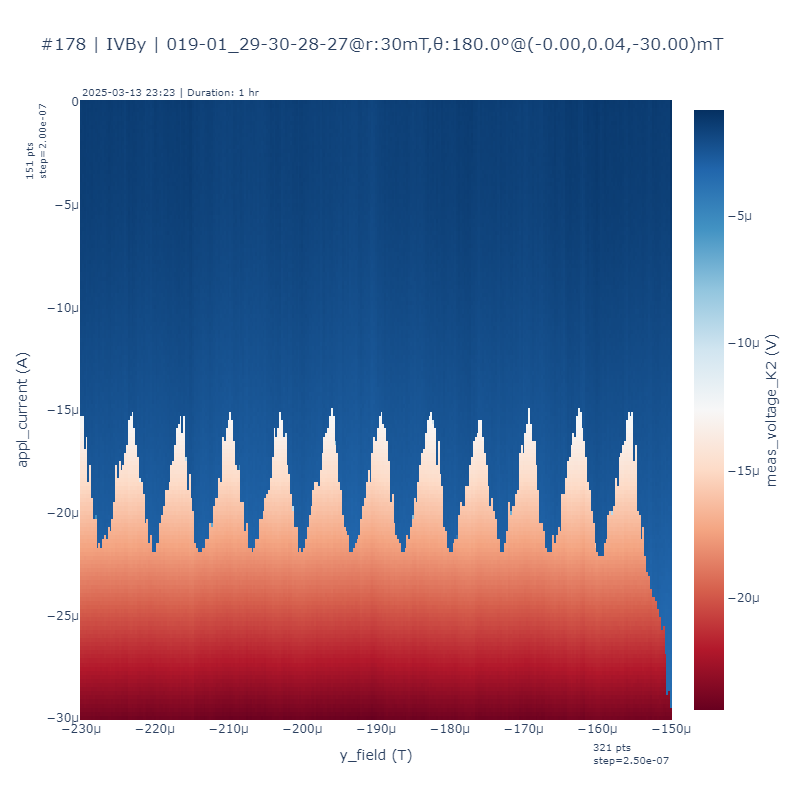 #178 | IVBy | 019-01_29-30-28-27@r:30mT,θ:180.0°@(-0.00,0.04,-30.00)mT
2025-03-13 23:23 | Duration: 1 hr
151 pts
step=2.00e-07
appl_current (A)
0
−5µ
−10µ
−15µ
−20µ
−25µ
−30µ
−230µ
−220µ
−210µ
−200µ
−190µ
−180µ
−170µ
−160µ
−150µ
y_field (T)
321 pts
step=2.50e-07
−5µ
−10µ
−15µ
−20µ
meas_voltage_K2 (V)